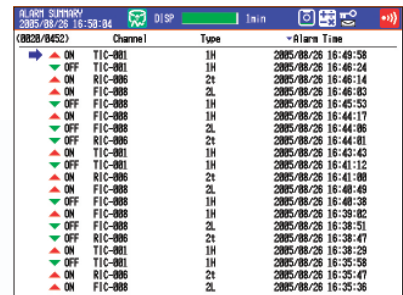 ALARM SUMMARY
2005/08/26 16:50:04 DISP 1min
(0028/0452) Channel Type Alarm Time
ON TIC-001 1H 2005/08/26 16:49:58
OFF TIC-001 1H 2005/08/26 16:46:24
ON RIC-006 2t 2005/08/26 16:46:14
ON FIC-008 2L 2005/08/26 16:46:03
OFF FIC-008 1H 2005/08/26 16:45:53
ON FIC-008 1H 2005/08/26 16:44:17
OFF FIC-008 2L 2005/08/26 16:44:06
OFF RIC-006 2t 2005/08/26 16:44:01
ON TIC-001 1H 2005/08/26 16:43:43
OFF TIC-001 1H 2005/08/26 16:41:12
ON RIC-006 2t 2005/08/26 16:41:00
ON FIC-008 2L 2005/08/26 16:40:49
OFF FIC-008 1H 2005/08/26 16:40:38
ON FIC-008 1H 2005/08/26 16:39:02
OFF FIC-008 2L 2005/08/26 16:38:51
OFF RIC-006 2t 2005/08/26 16:38:47
ON TIC-001 1H 2005/08/26 16:38:29
OFF TIC-001 1H 2005/08/26 16:35:58
ON RIC-006 2t 2005/08/26 16:35:47
ON FIC-008 2L 2005/08/26 16:35:36